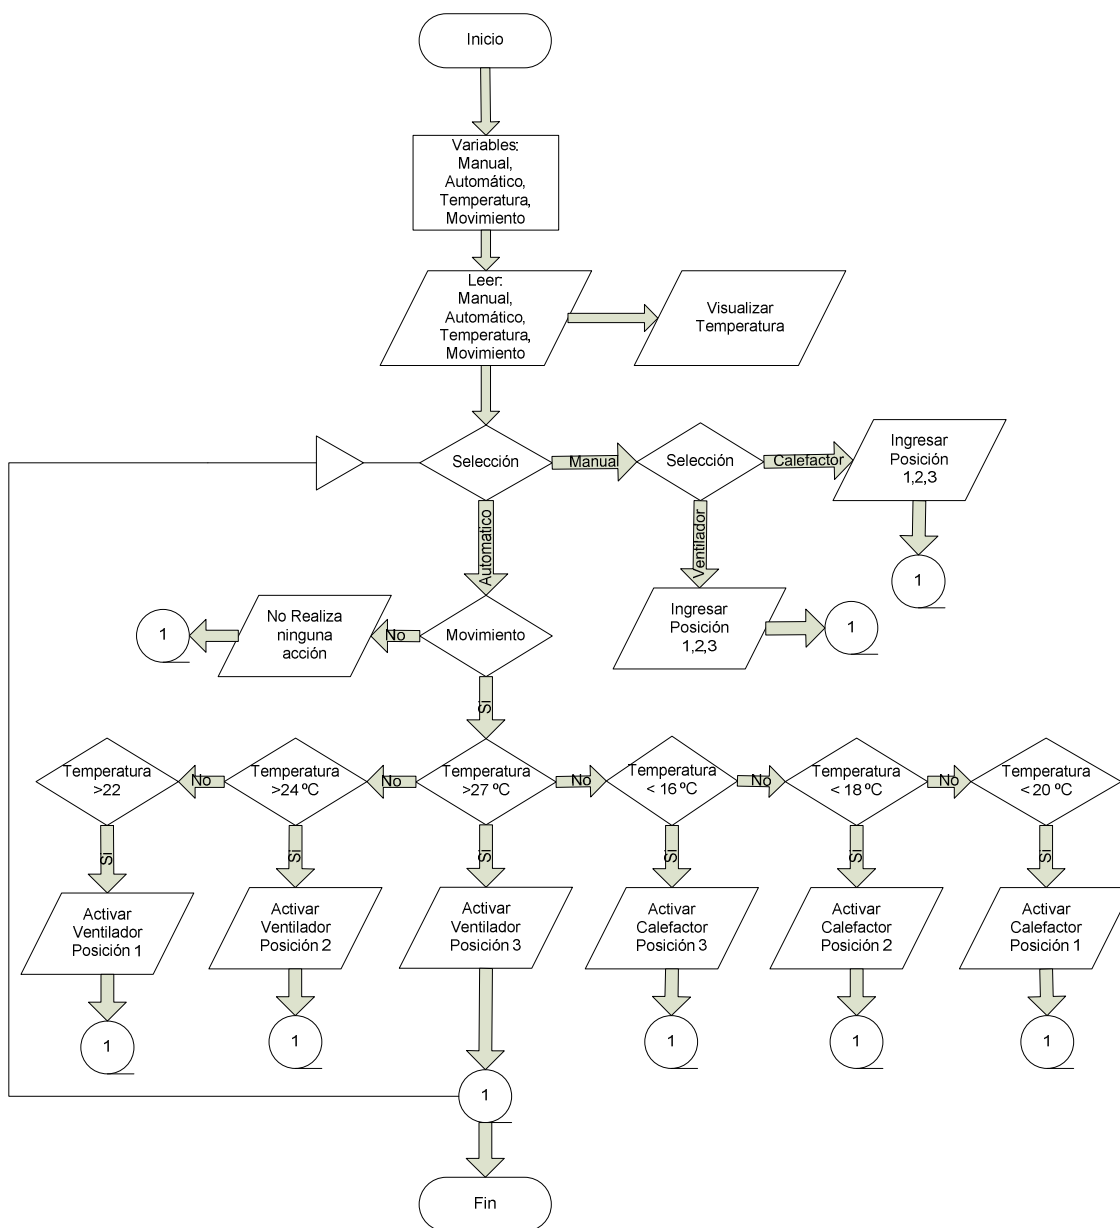 Inicio
Variables:
Manual,
Automático,
Temperatura,
Movimiento
Leer:
Manual,
Automático,
Temperatura,
Movimiento
Visualizar
Temperatura
Selección
Manual
Selección
Calefactor
Ingresar
Posición
1,2,3
1
Automatico
Ventilador
Ingresar
Posición
1,2,3
1
Movimiento
No
No Realiza
ninguna
acción
1
Si
Temperatura
>22
No
Temperatura
>24 ºC
No
Temperatura
>27 ºC
No
Temperatura
< 16 ºC
No
Temperatura
< 18 ºC
No
Temperatura
< 20 ºC
Si
Si
Si
Si
Si
Si
Activar
Ventilador
Posición 1
Activar
Ventilador
Posición 2
Activar
Ventilador
Posición 3
Activar
Calefactor
Posición 3
Activar
Calefactor
Posición 2
Activar
Calefactor
Posición 1
1
1
1
1
1
1
Fin